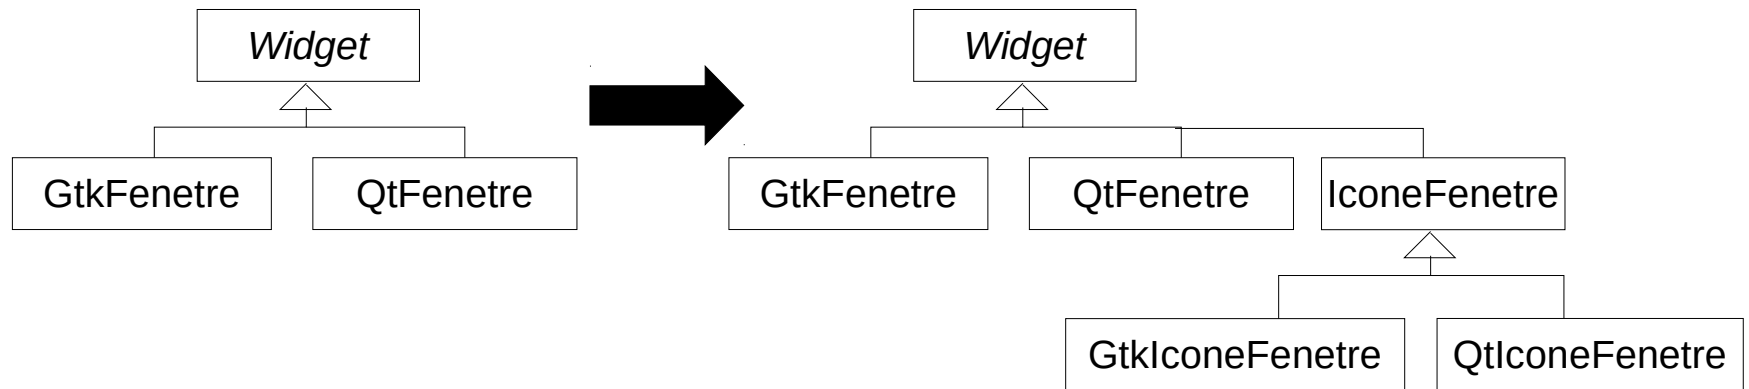 Widget
GtkFenetre
QtFenetre
Widget
GtkFenetre
QtFenetre
IconeFenetre
GtkIconeFenetre
QtIconeFenetre